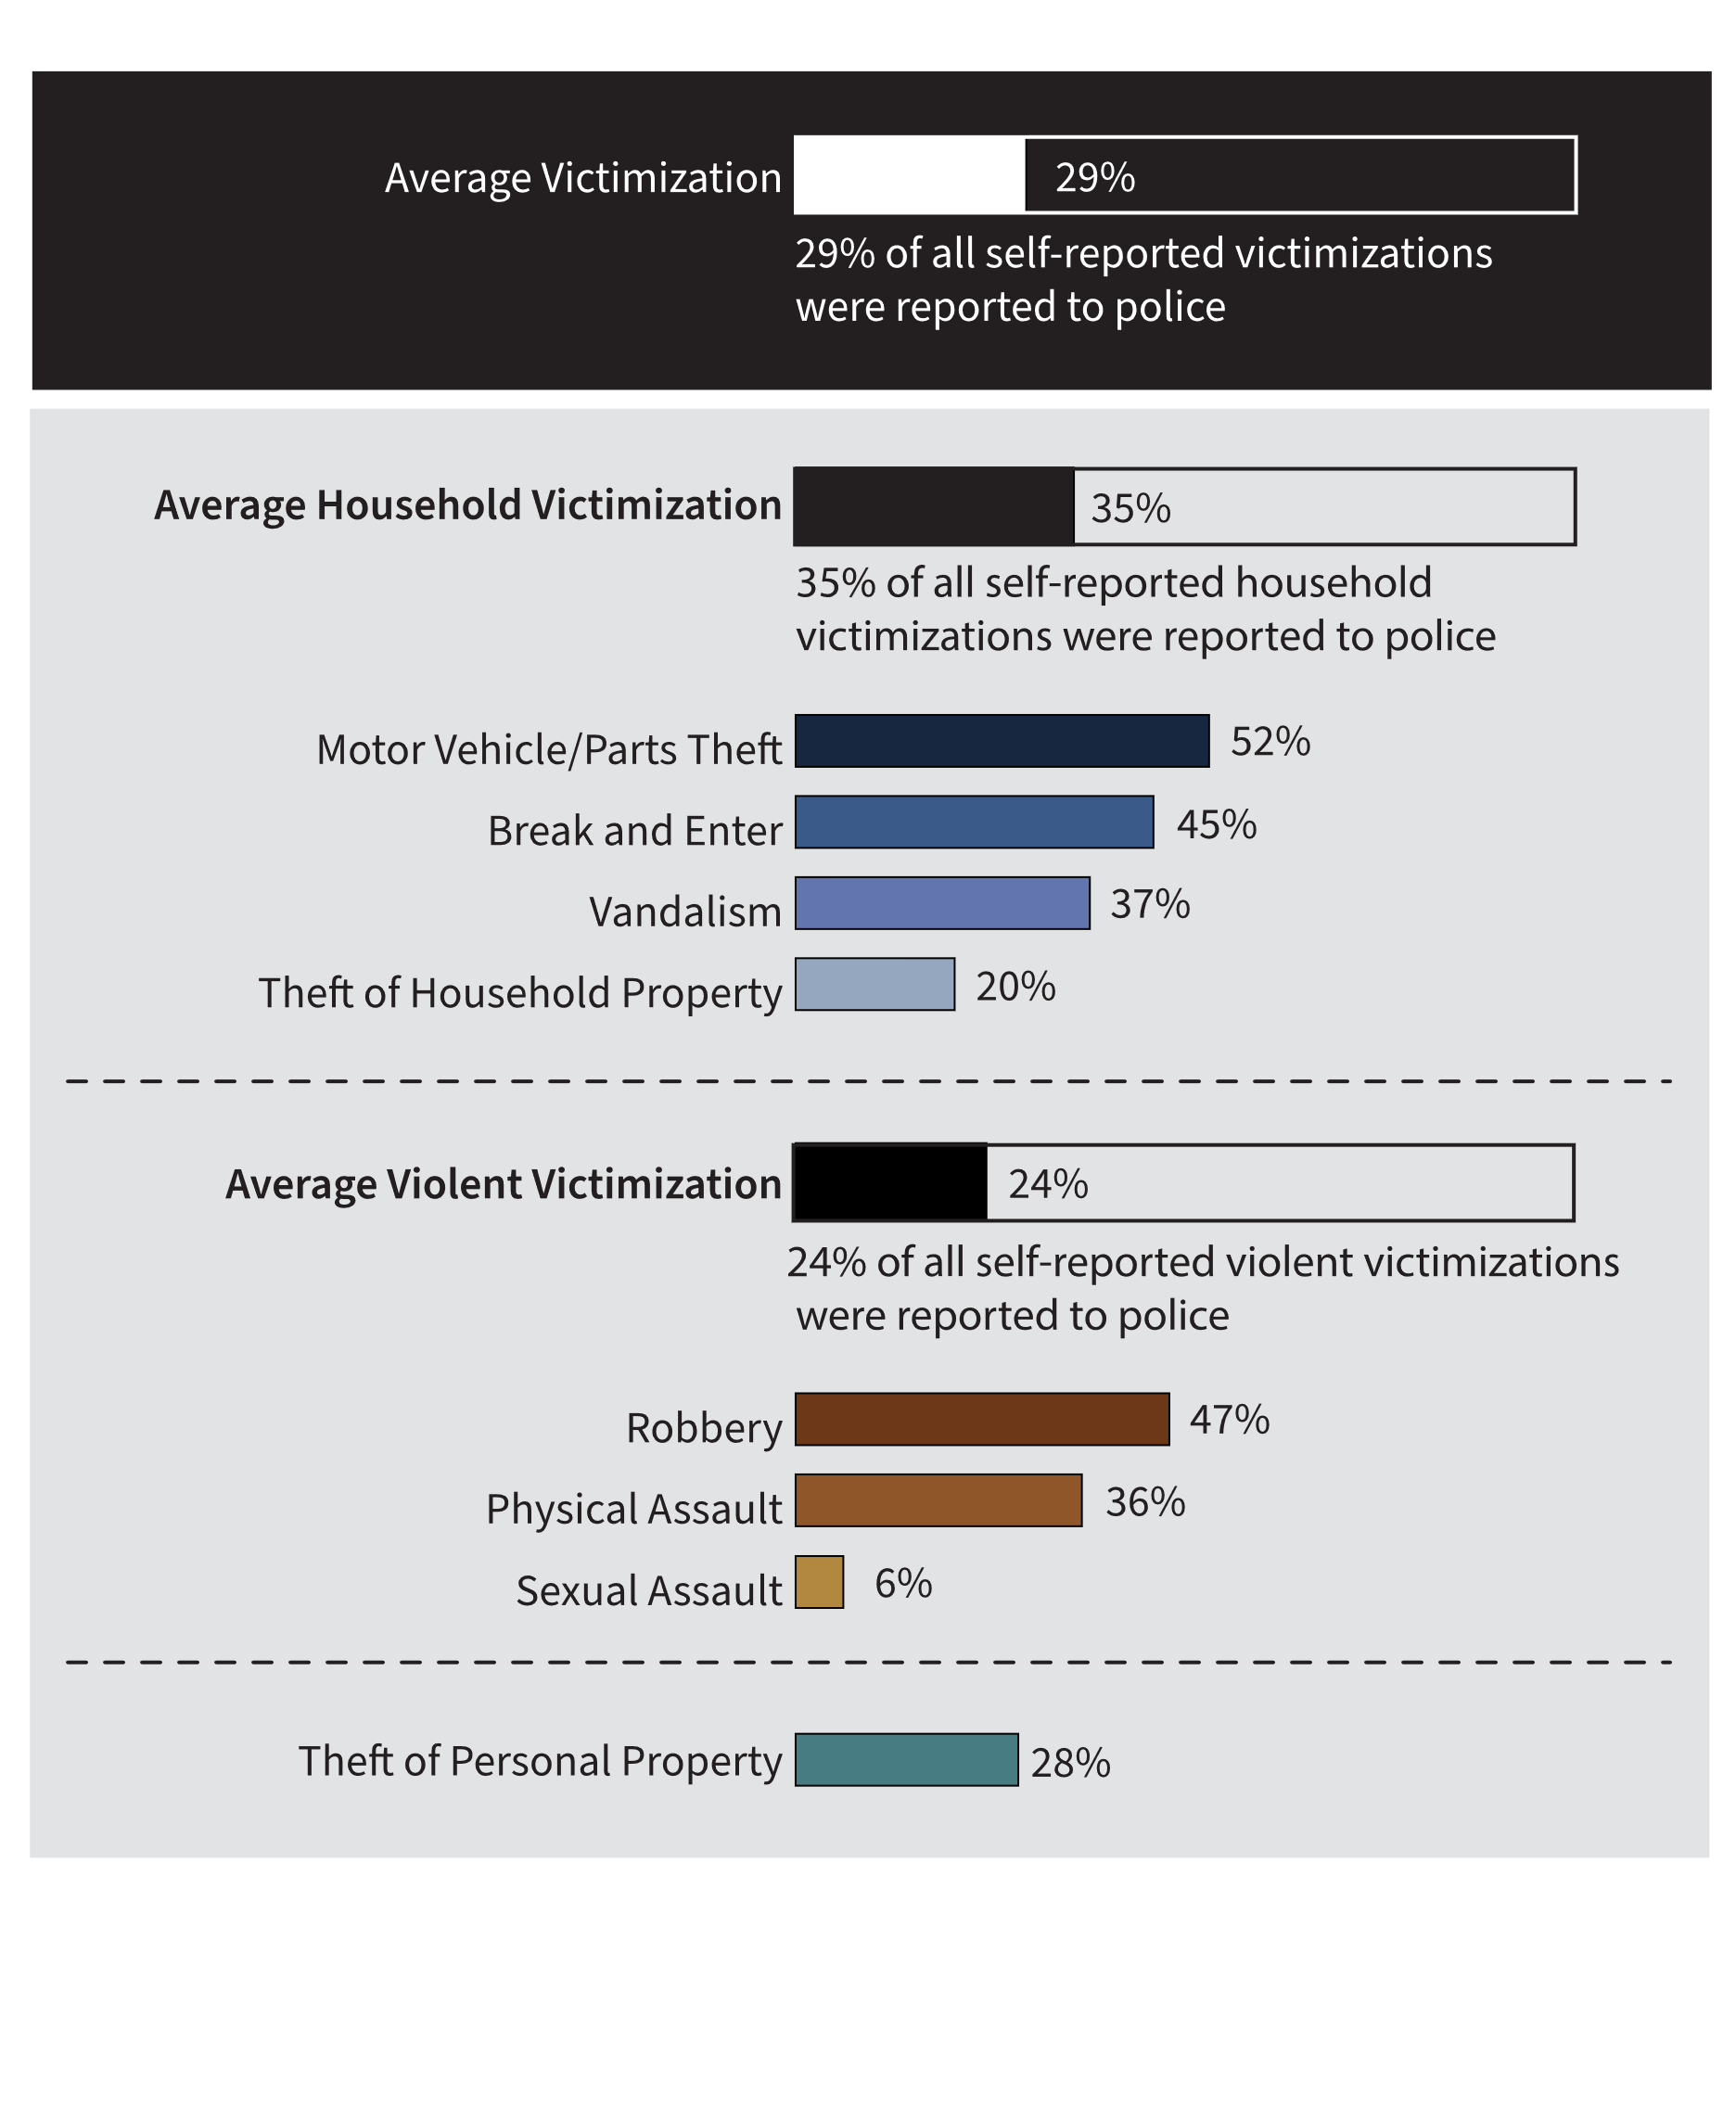 Average Victimization 29%
29% of all self-reported victimizations
were reported to police
Average Household Victimization 35%
35% of all self-reported household
victimizations were reported to police
Motor Vehicle/Parts Theft 52%
Break and Enter 45%
Vandalism 37%
Theft of Household Property 20%
Average Violent Victimization 24%
24% of all self-reported violent victimizations
were reported to police
Robbery 47%
Physical Assault 36%
Sexual Assault 6%
Theft of Personal Property 28%